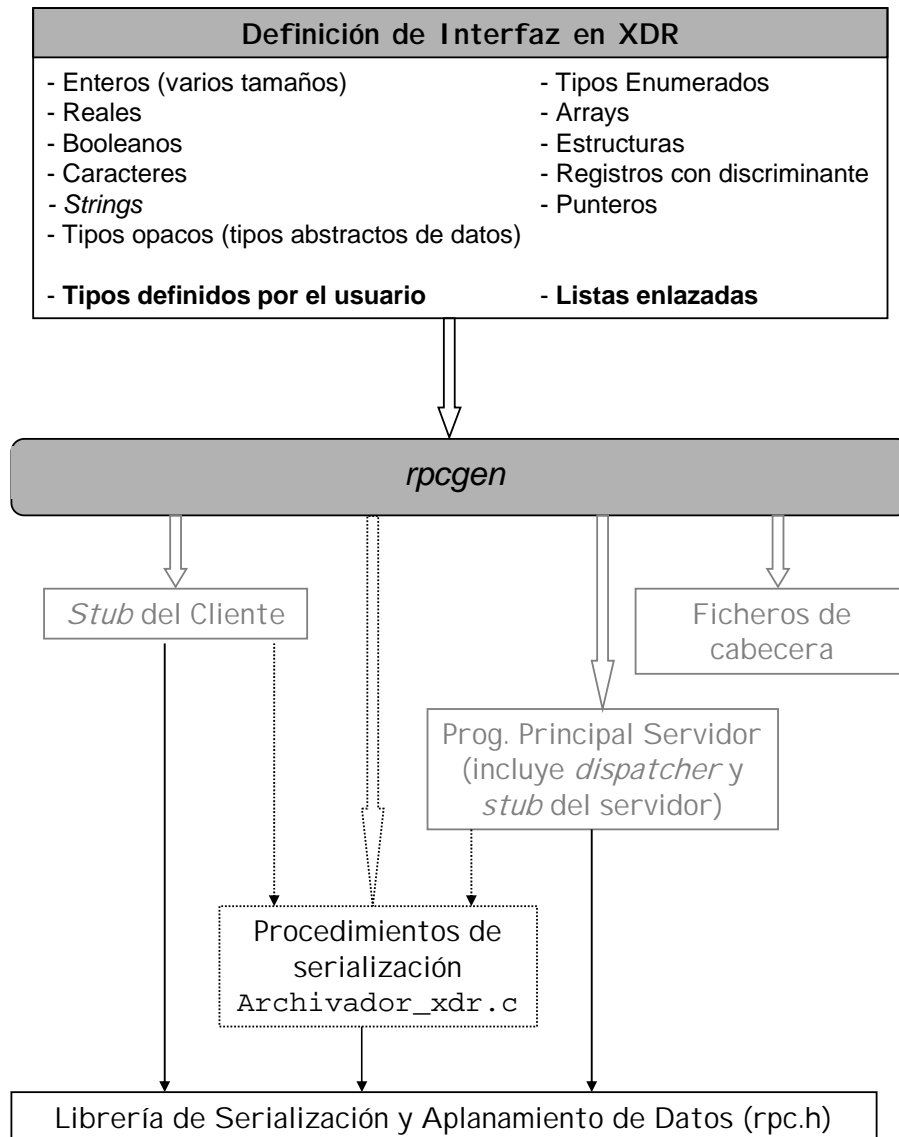 Definición de Interfaz en XDR
- Enteros (varios tamaños)
- Reales
- Booleanos
- Caracteres
- Strings
- Tipos opacos (tipos abstractos de datos)
- Tipos definidos por el usuario
- Tipos Enumerados
- Arrays
- Estructuras
- Registros con discriminante
- Punteros
- Listas enlazadas
rpcgen
Stub del Cliente
Ficheros de
cabecera
Prog. Principal Servidor
(incluye dispatcher y
stub del servidor)
Procedimientos de
serialización
Archivador_xdr.c
Librería de Serialización y Aplanamiento de Datos (rpc.h)